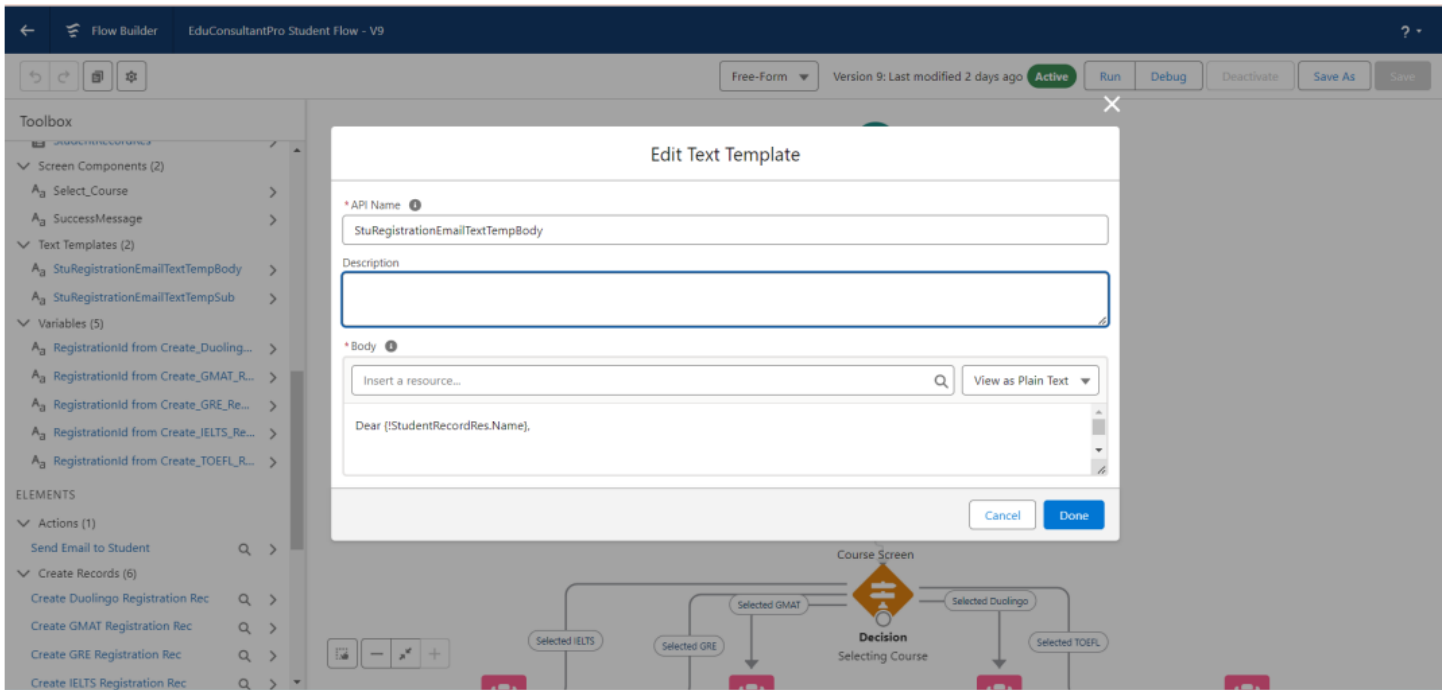 Flow Builder EduConsultantPro Student Flow - V9 ?
Free-Form Version 9: Last modified 2 days ago Active Run Debug Deactivate Save As Save
Toolbox
StudentRecordRes
Screen Components (2)
Select_Course
SuccessMessage
Text Templates (2)
StuRegistrationEmailTextTempBody
StuRegistrationEmailTextTempSub
Variables (5)
RegistrationId from Create_Duoling...
RegistrationId from Create_GMAT_R...
RegistrationId from Create_GRE_Re...
RegistrationId from Create_IELTS_Re...
RegistrationId from Create_TOEFL_R...
ELEMENTS
Actions (1)
Send Email to Student
Create Records (6)
Create Duolingo Registration Rec
Create GMAT Registration Rec
Create GRE Registration Rec
Create IELTS Registration Rec
Edit Text Template
* API Name
StuRegistrationEmailTextTempBody
Description
* Body
Insert a resource... View as Plain Text
Dear {!StudentRecordRes.Name},
Cancel Done
Course Screen
Selected GMAT Selected Duolingo
Selected IELTS Selected GRE Decision Selected TOEFL
Selecting Course